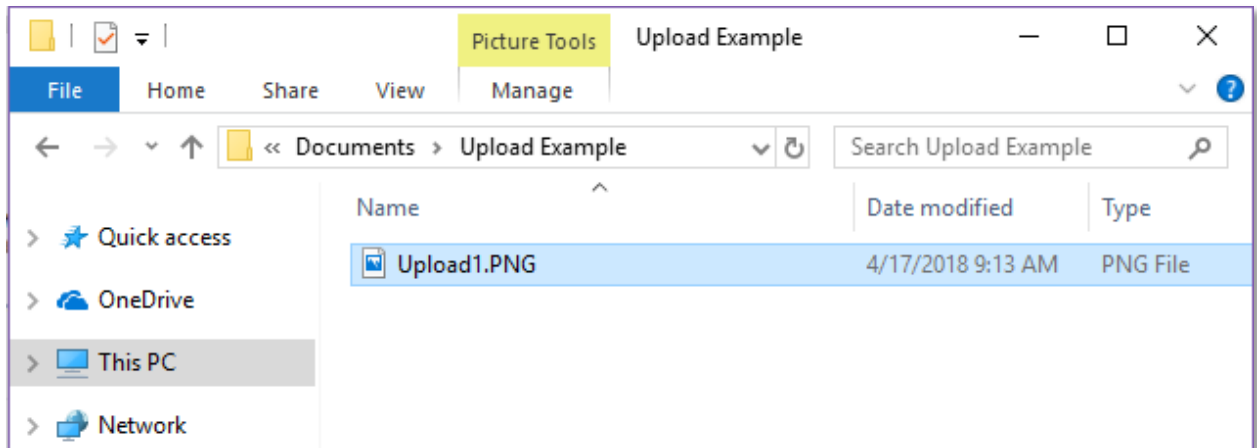 Picture Tools Upload Example
File Home Share View Manage
« Documents > Upload Example Search Upload Example
Name Date modified Type
Quick access
Upload1.PNG 4/17/2018 9:13 AM PNG File
OneDrive
This PC
Network